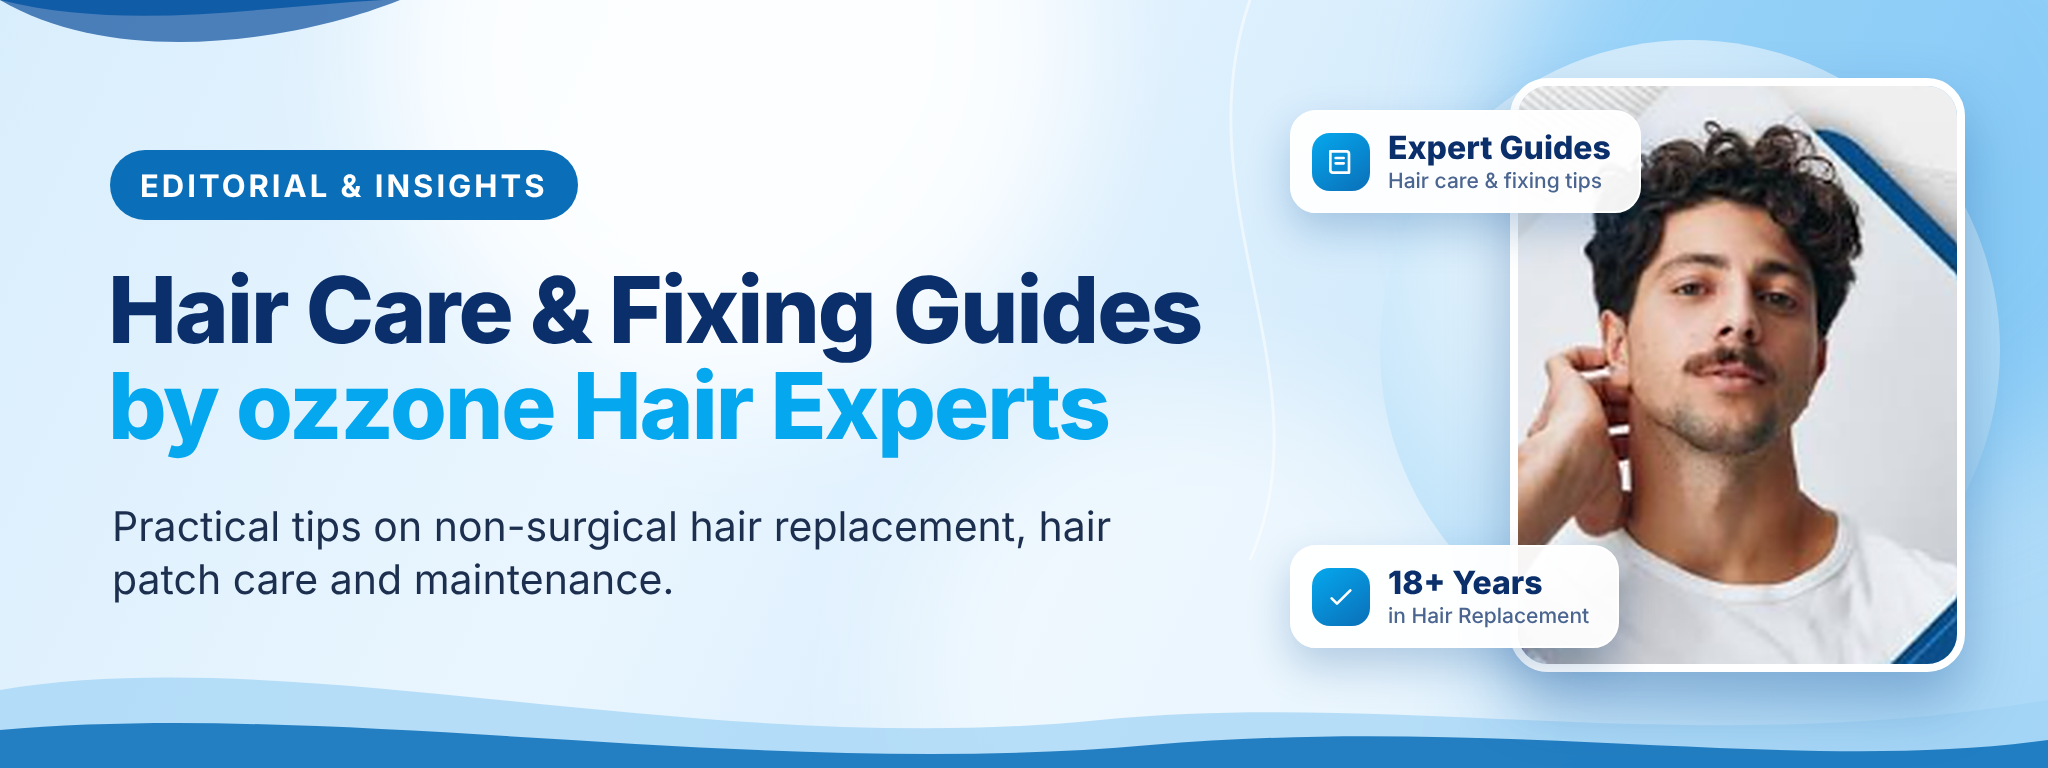 EDITORIAL & INSIGHTS
Hair Care & Fixing Guides
by ozzone Hair Experts
Practical tips on non-surgical hair replacement, hair
patch care and maintenance.
Expert Guides
Hair care & fixing tips
18+ Years
in Hair Replacement